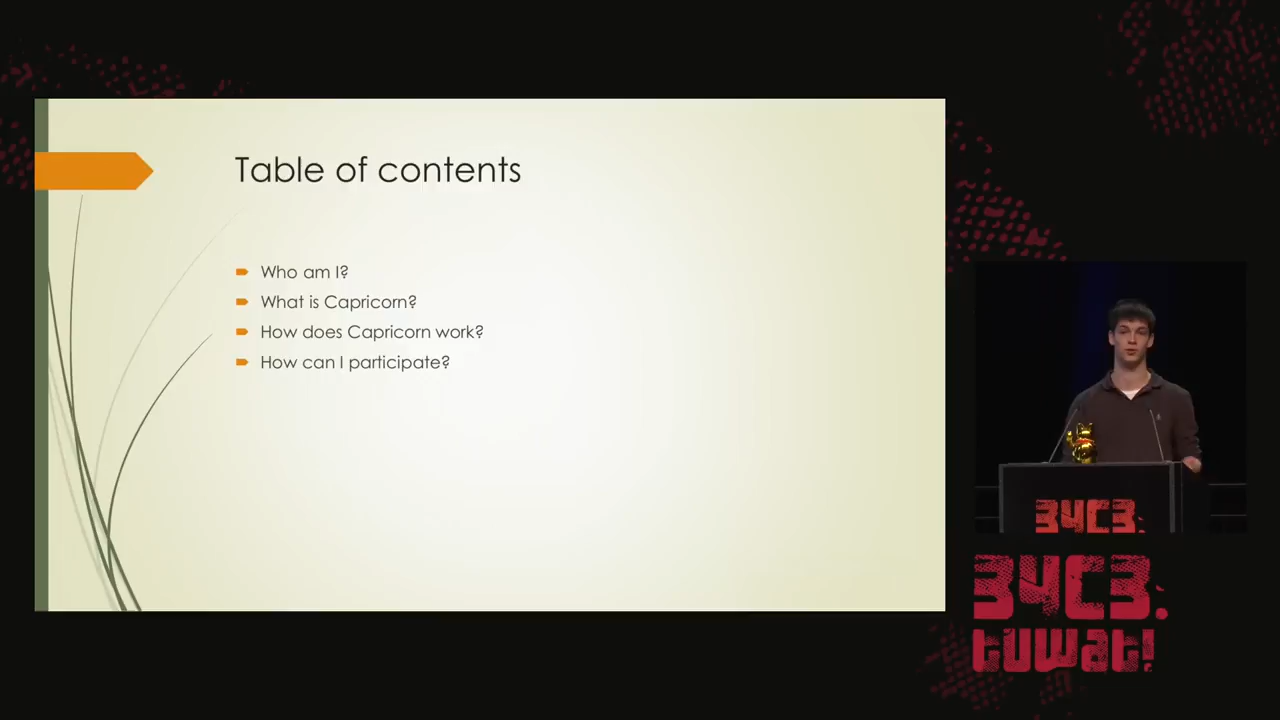 Table of contents
Who am I?
What is Capricorn?
How does Capricorn work?
How can I participate?
34C3.
34C3.
tuwat!